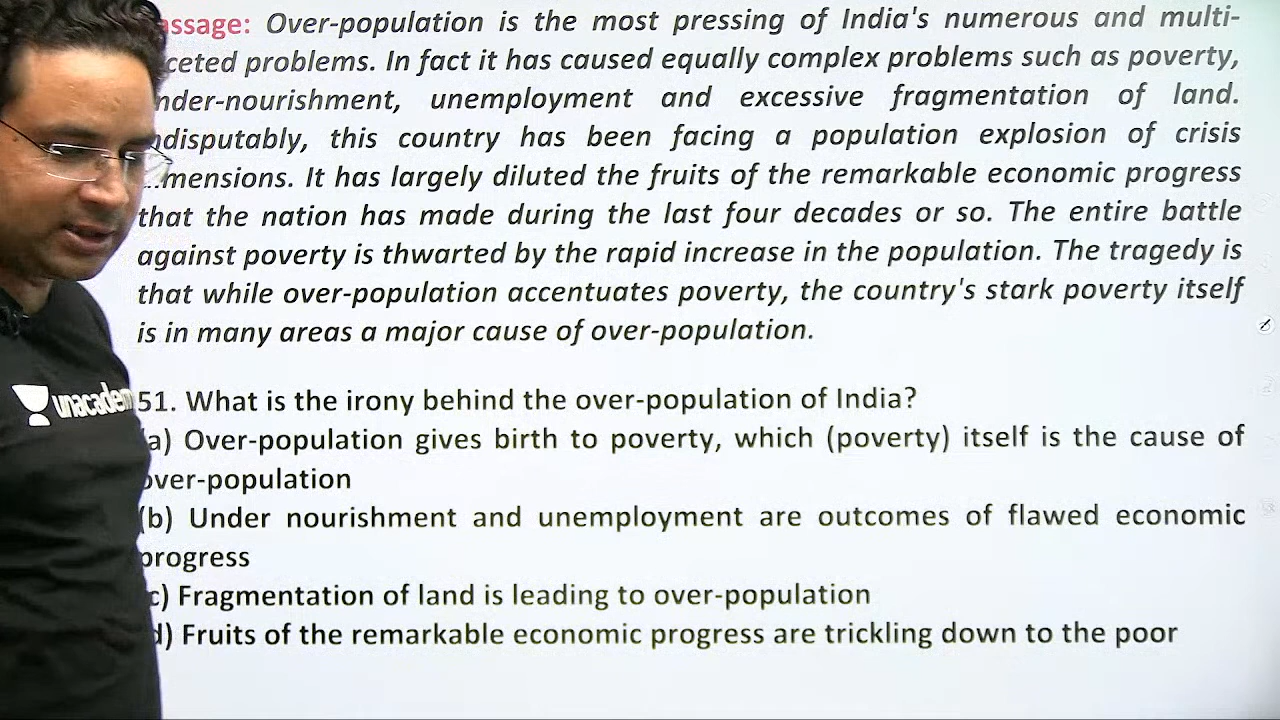 assage: Over-population is the most pressing of India's numerous and multi-
ceted problems. In fact it has caused equally complex problems such as poverty,
nder-nourishment, unemployment and excessive fragmentation of land.
ndisputably, this country has been facing a population explosion of crisis
mensions. It has largely diluted the fruits of the remarkable economic progress
that the nation has made during the last four decades or so. The entire battle
against poverty is thwarted by the rapid increase in the population. The tragedy is
that while over-population accentuates poverty, the country's stark poverty itself
is in many areas a major cause of over-population.
unacadem
51. What is the irony behind the over-population of India?
a) Over-population gives birth to poverty, which (poverty) itself is the cause of
over-population
(b) Under nourishment and unemployment are outcomes of flawed economic
progress
c) Fragmentation of land is leading to over-population
d) Fruits of the remarkable economic progress are trickling down to the poor